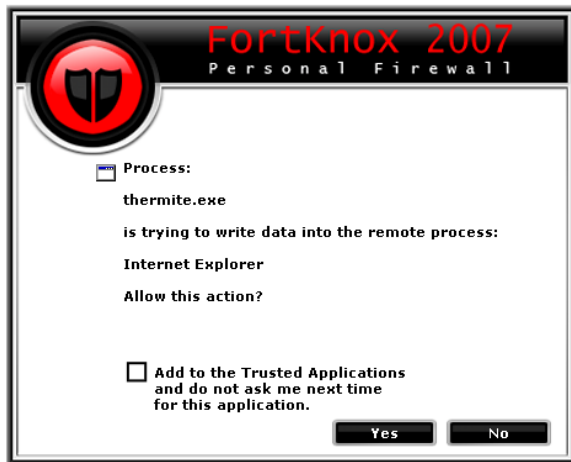 FortKnox 2007
Personal Firewall
Process:
thermite.exe
is trying to write data into the remote process:
Internet Explorer
Allow this action?
Add to the Trusted Applications
and do not ask me next time
for this application.
Yes No